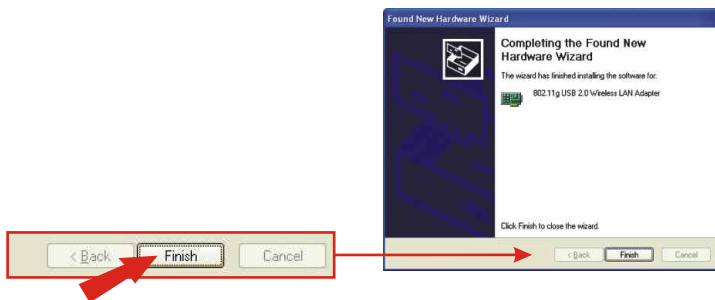 Found New Hardware Wizard
Completing the Found New
Hardware Wizard
The wizard has finished installing the software for:
802.11g USB 2.0 Wireless LAN Adapter
Click Finish to close the wizard.
< Back
Finish
Cancel
< Back
Finish
Cancel